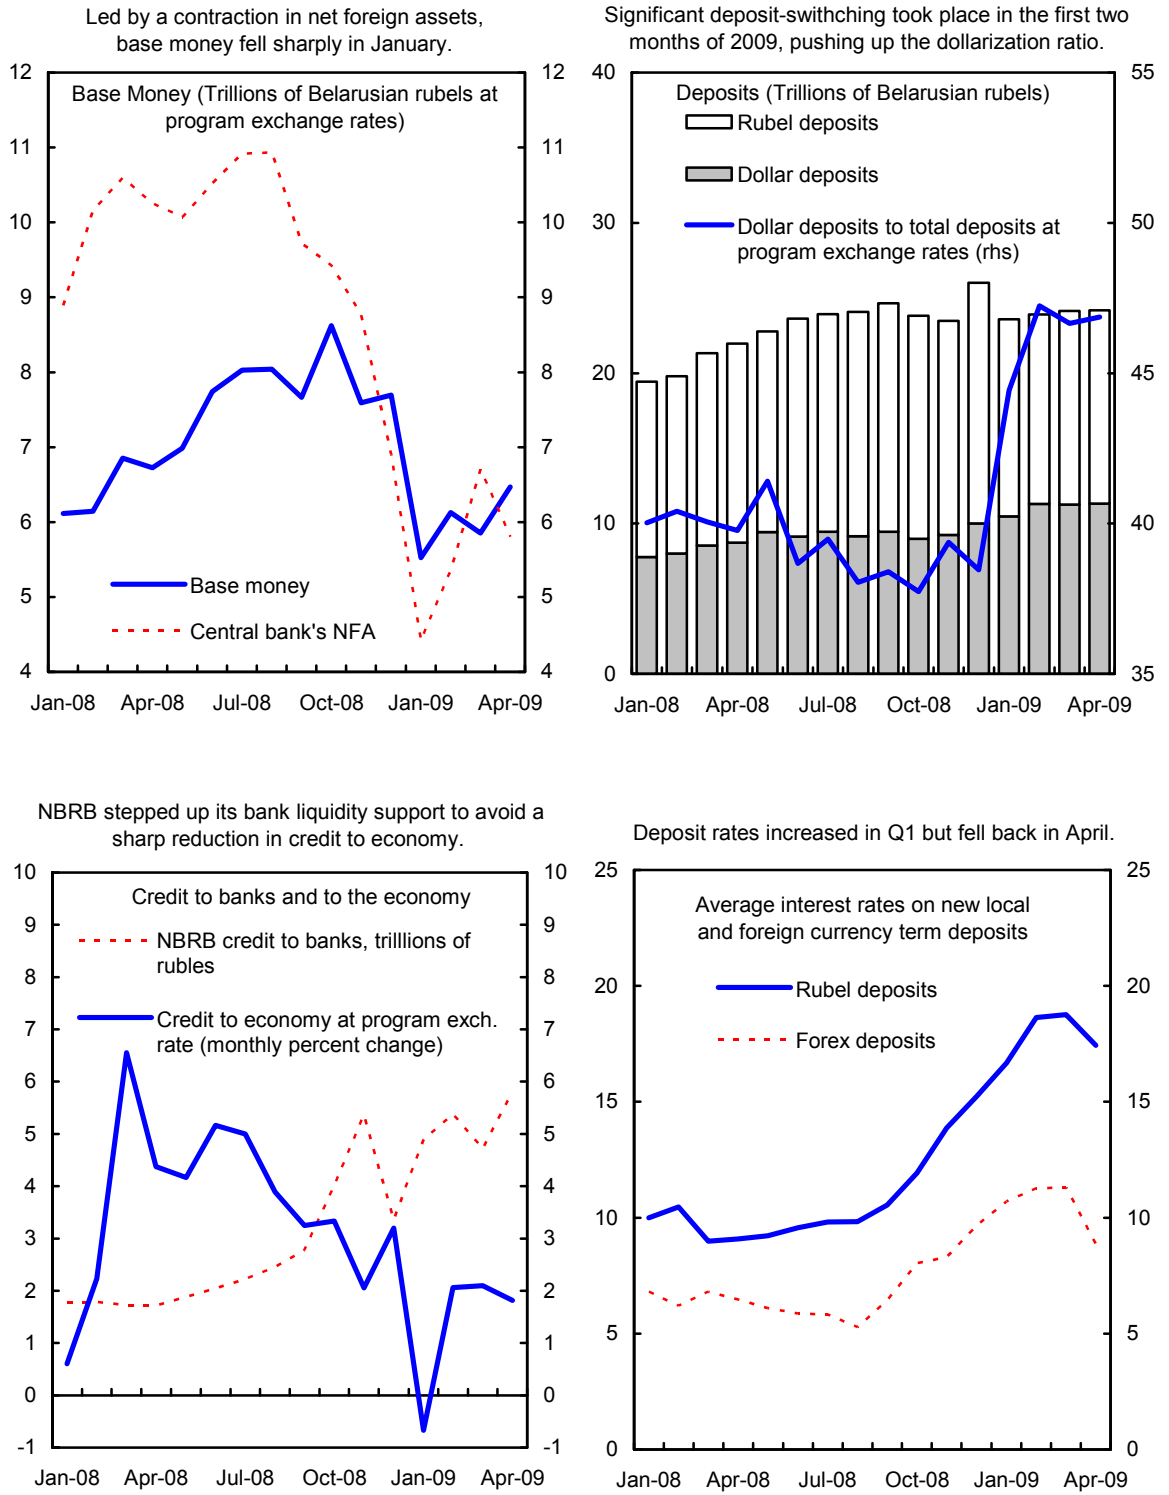 Led by a contraction in net foreign assets,
base money fell sharply in January.
12
11
10
9
8
7
6
5
4
Base Money (Trillions of Belarusian rubels at
program exchange rates)
Base money
Central bank's NFA
12
11
10
9
8
7
6
5
4
Jan-08 Apr-08 Jul-08 Oct-08 Jan-09 Apr-09
Significant deposit-swithching took place in the first two
months of 2009, pushing up the dollarization ratio.
40
30
20
10
0
Deposits (Trillions of Belarusian rubels)
Rubel deposits
Dollar deposits
Dollar deposits to total deposits at
program exchange rates (rhs)
55
50
45
40
35
Jan-08 Apr-08 Jul-08 Oct-08 Jan-09 Apr-09
NBRB stepped up its bank liquidity support to avoid a
sharp reduction in credit to economy.
10
9
8
7
6
5
4
3
2
1
0
-1
Credit to banks and to the economy
NBRB credit to banks, trilllions of
rubles
Credit to economy at program exch.
rate (monthly percent change)
10
9
8
7
6
5
4
3
2
1
0
-1
Jan-08 Apr-08 Jul-08 Oct-08 Jan-09 Apr-09
Deposit rates increased in Q1 but fell back in April.
25
20
15
10
5
0
Average interest rates on new local
and foreign currency term deposits
Rubel deposits
Forex deposits
25
20
15
10
5
0
Jan-08 Apr-08 Jul-08 Oct-08 Jan-09 Apr-09